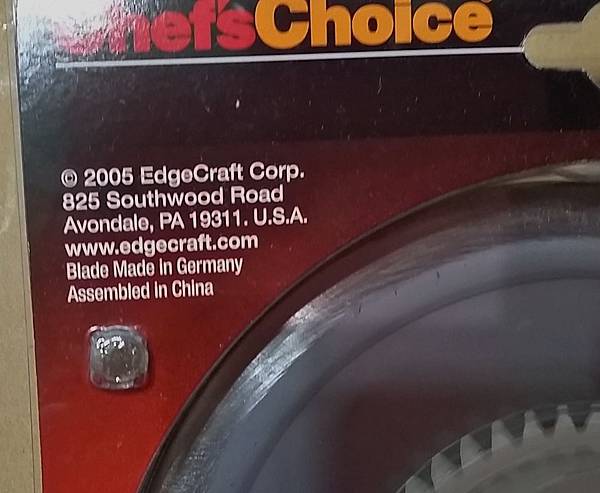 Chef'sChoice®
© 2005 EdgeCraft Corp.
825 Southwood Road
Avondale, PA 19311. U.S.A.
www.edgecraft.com
Blade Made In Germany
Assembled In China